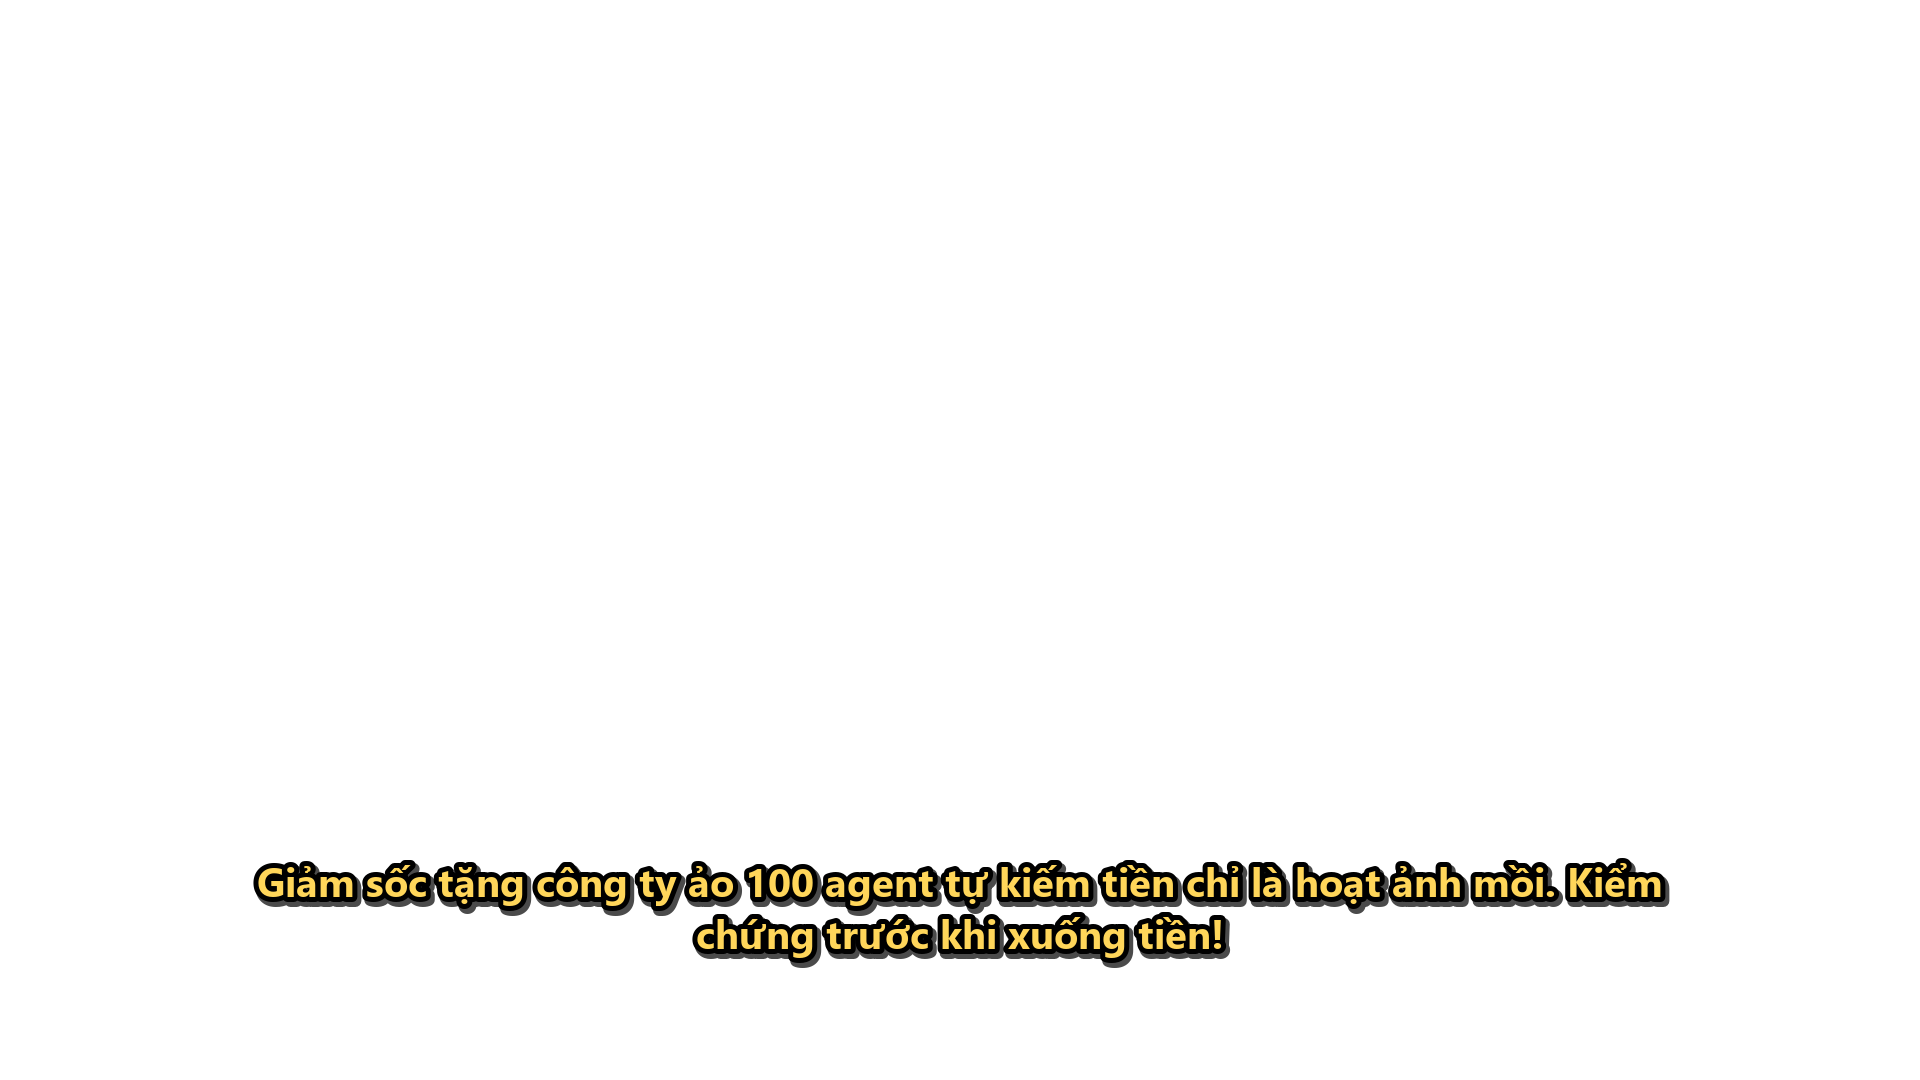 Giảm sốc tặng công ty ảo 100 agent tự kiếm tiền chỉ là hoạt ảnh mồi. Kiểm
chứng trước khi xuống tiền!